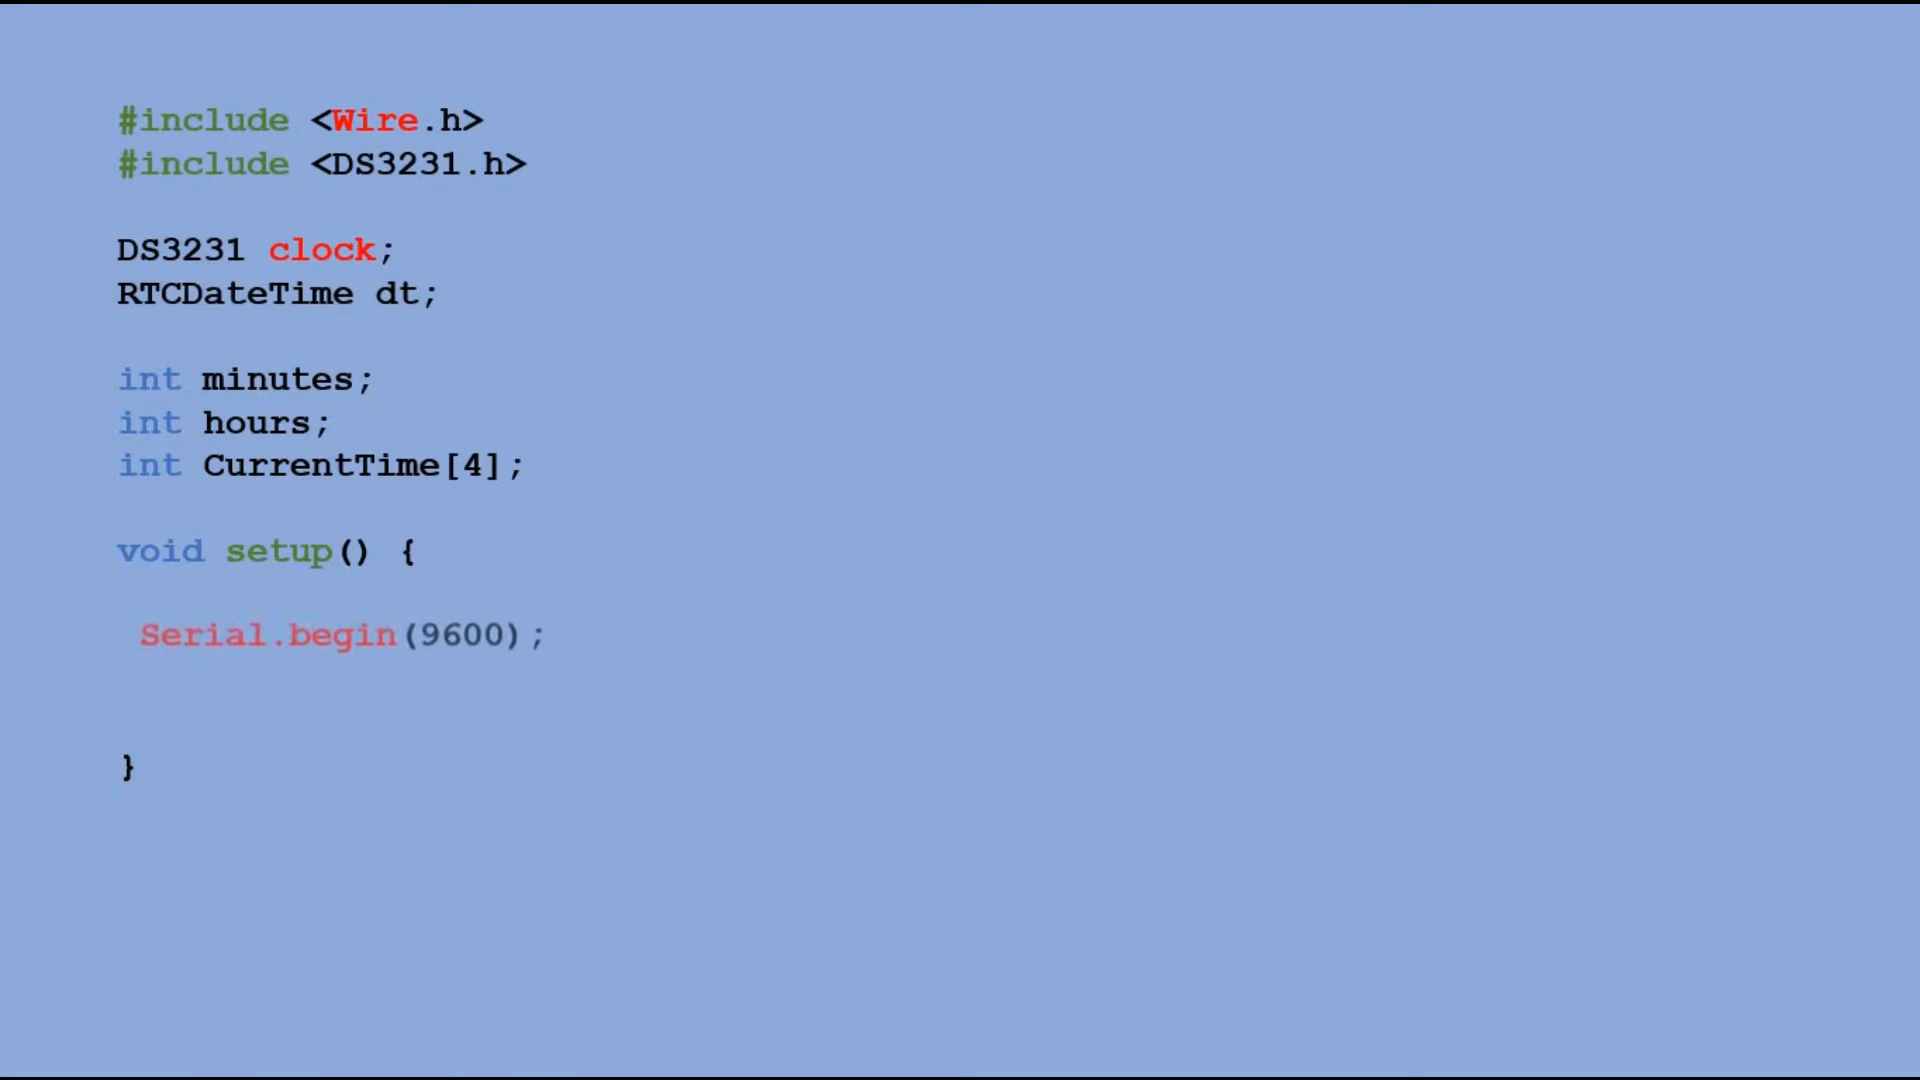 #include <Wire.h>
#include <DS3231.h>
DS3231 clock;
RTCDateTime dt;
int minutes;
int hours;
int CurrentTime[4];
void setup() {
Serial.begin(9600);
}